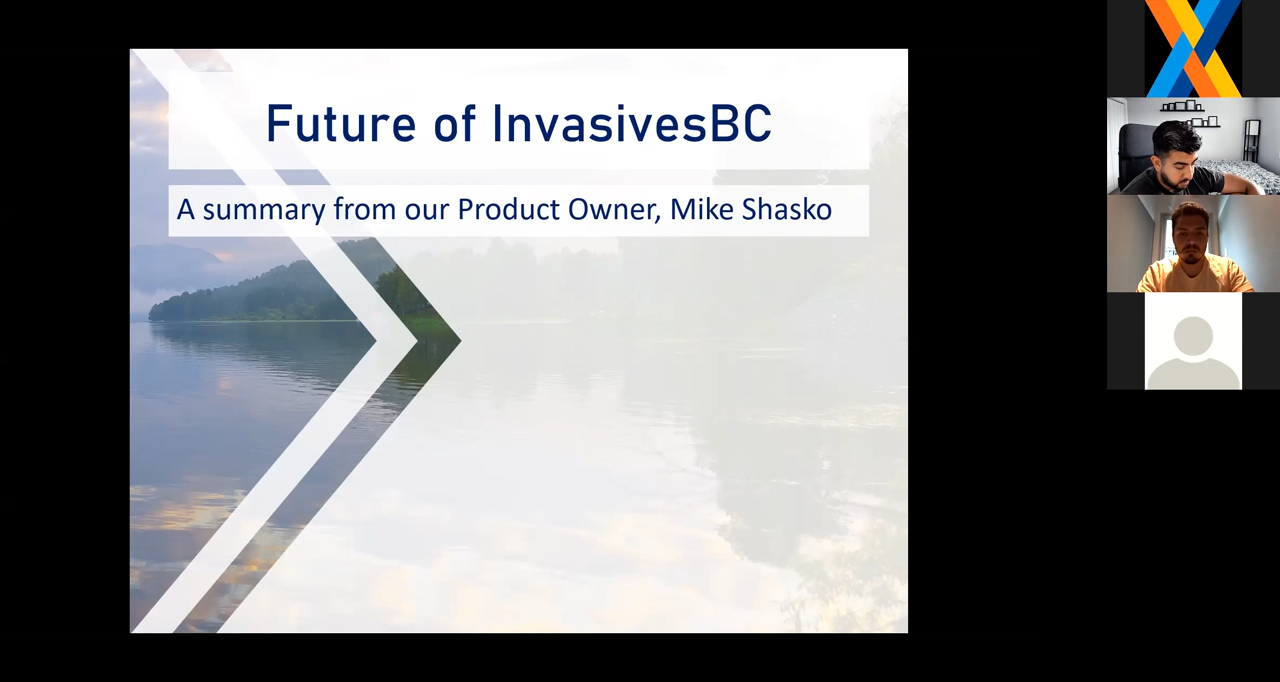 Future of InvasivesBC
A summary from our Product Owner, Mike Shasko